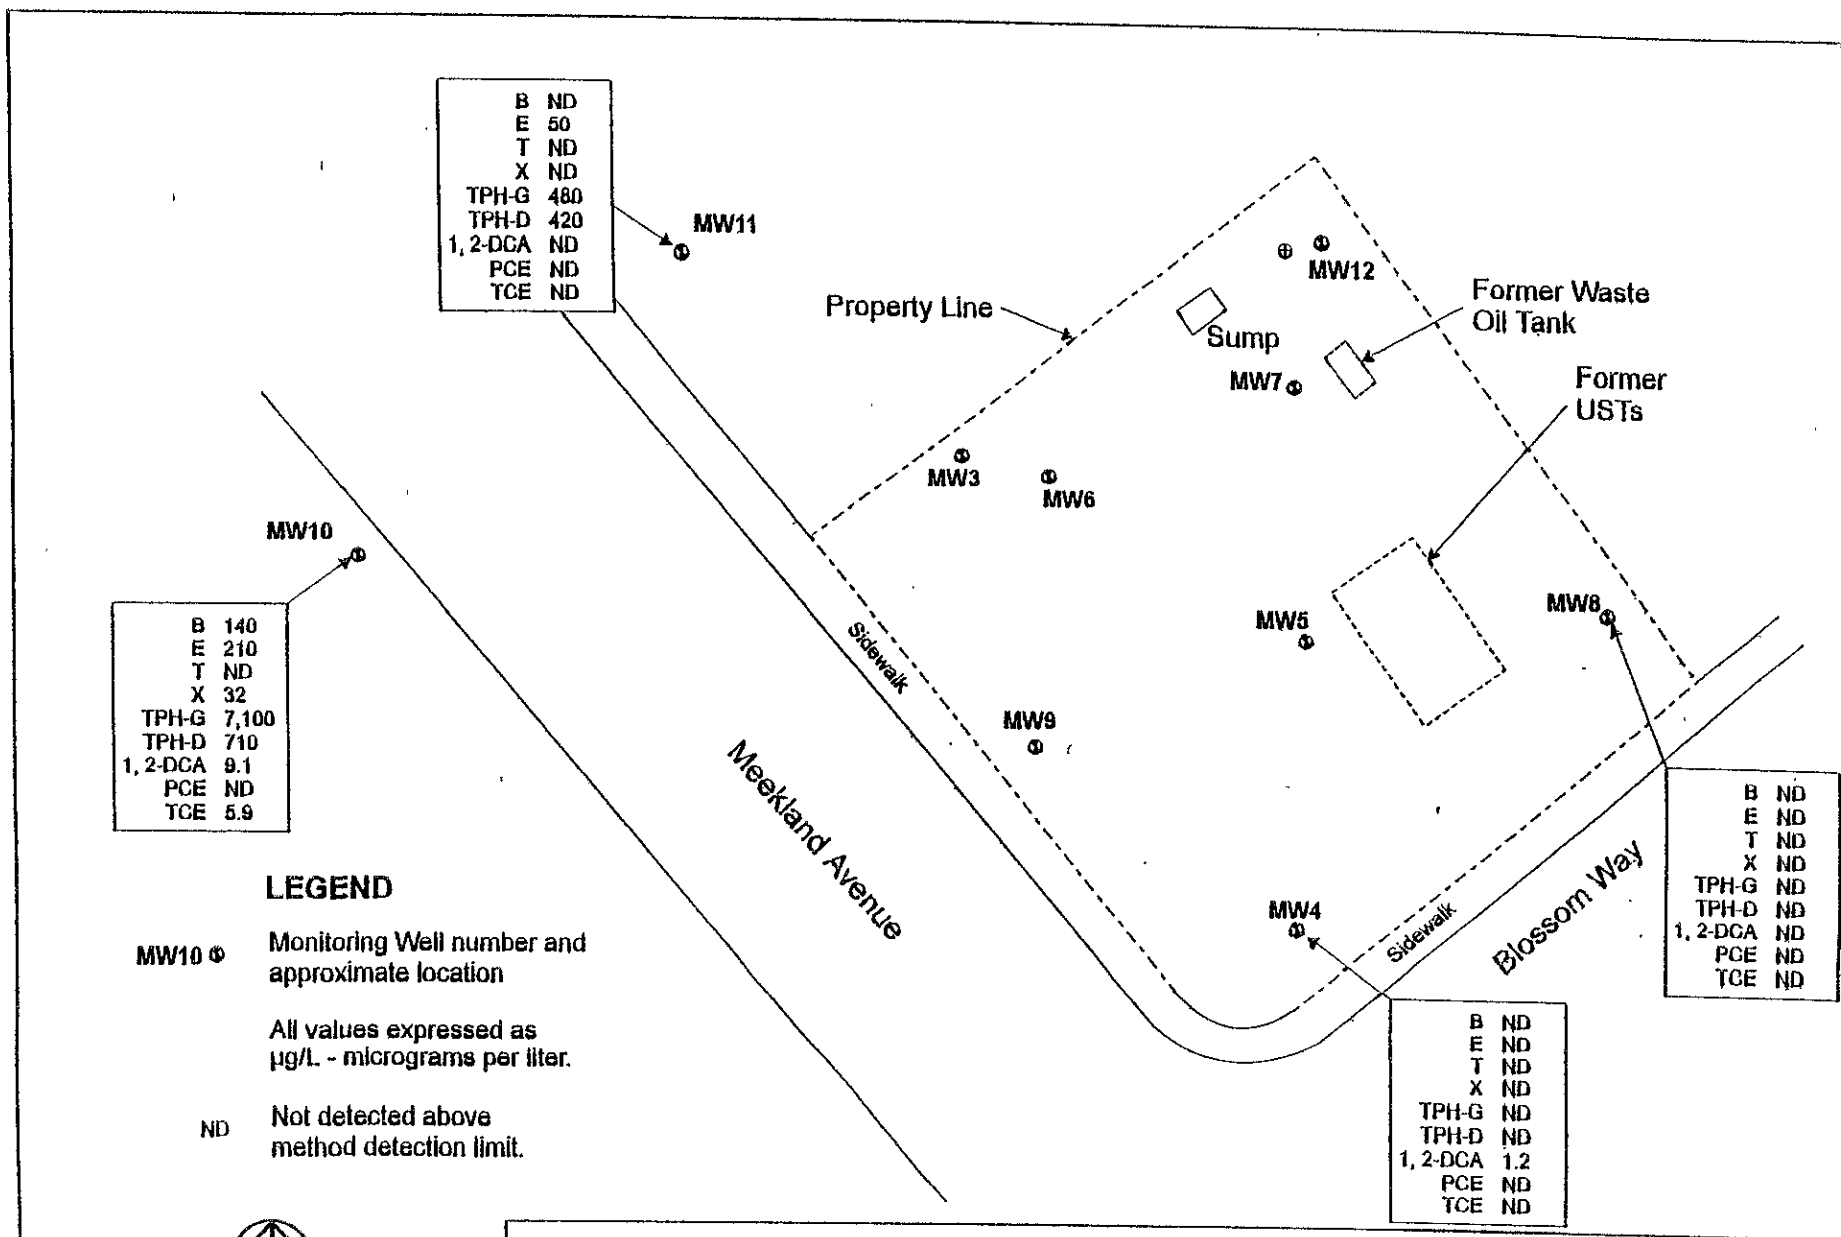 B ND
E 50
T ND
X ND
TPH-G 480
TPH-D 420
1, 2-DCA ND
PCE ND
TCE ND
MW11
MW12
Property Line
Sump
Former Waste
Oil Tank
MW7
Former
USTs
MW3
MW6
MW10
B 140
E 210
T ND
X 32
TPH-G 7,100
TPH-D 710
1, 2-DCA 9.1
PCE ND
TCE 5.9
Sidewalk
MW5
MW8
MW9
Meekland Avenue
B ND
E ND
T ND
X ND
TPH-G ND
TPH-D ND
1, 2-DCA ND
PCE ND
TCE ND
MW4
Sidewalk
Blossom Way
B ND
E ND
T ND
X ND
TPH-G ND
TPH-D ND
1, 2-DCA 1.2
PCE ND
TCE ND
LEGEND
MW10 Monitoring Well number and
approximate location
All values expressed as
µg/L - micrograms per liter.
ND Not detected above
method detection limit.